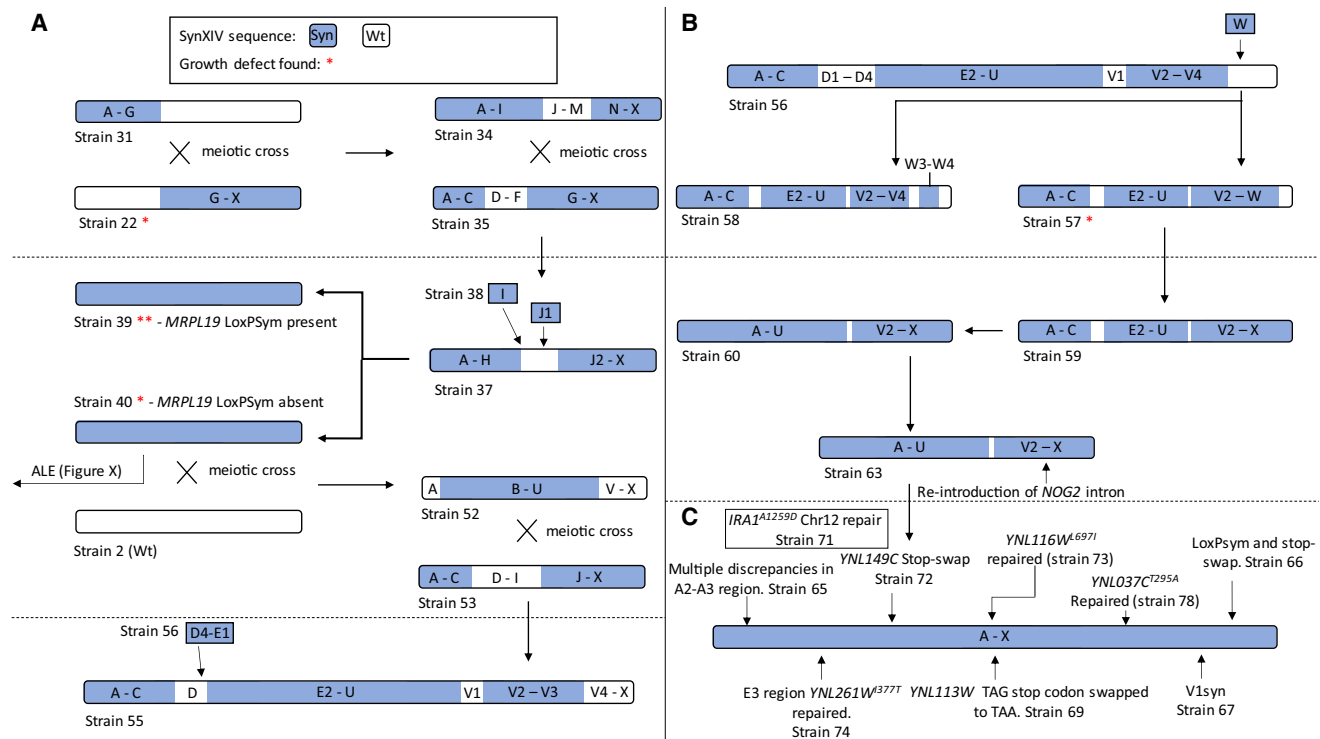 A
SynXIV sequence: Syn Wt
Growth defect found: *
A - G
Strain 31
meiotic cross
G - X
Strain 22 *
A - I J - M N - X
Strain 34
meiotic cross
A - C D - F G - X
Strain 35
Strain 38 I
J1
A - H J2 - X
Strain 37
Strain 39 ** - MRPL19 LoxPSym present
Strain 40 * - MRPL19 LoxPSym absent
ALE (Figure X)
meiotic cross
Strain 2 (Wt)
A B - U V - X
Strain 52
meiotic cross
A - C D - I J - X
Strain 53
Strain 56 D4-E1
A - C D E2 - U V1 V2 – V3 V4 - X
Strain 55
B
W
A - C D1 – D4 E2 - U V1 V2 – V4
Strain 56
W3-W4
A - C E2 - U V2 – V4
Strain 58
A - C E2 - U V2 – W
Strain 57 *
A - U V2 – X
Strain 60
A - C E2 - U V2 – X
Strain 59
A - U V2 – X
Strain 63
Re-introduction of NOG2 intron
C
IRA1A1259D Chr12 repair
Strain 71
Multiple discrepancies in
A2-A3 region. Strain 65
YNL149C Stop-swap
Strain 72
YNL116WL697I
repaired (strain 73)
YNL037CT295A
Repaired (strain 78)
LoxPsym and stop-
swap. Strain 66
A - X
E3 region YNL261WI377T
repaired.
Strain 74
YNL113W TAG stop codon swapped
to TAA. Strain 69
V1syn
Strain 67